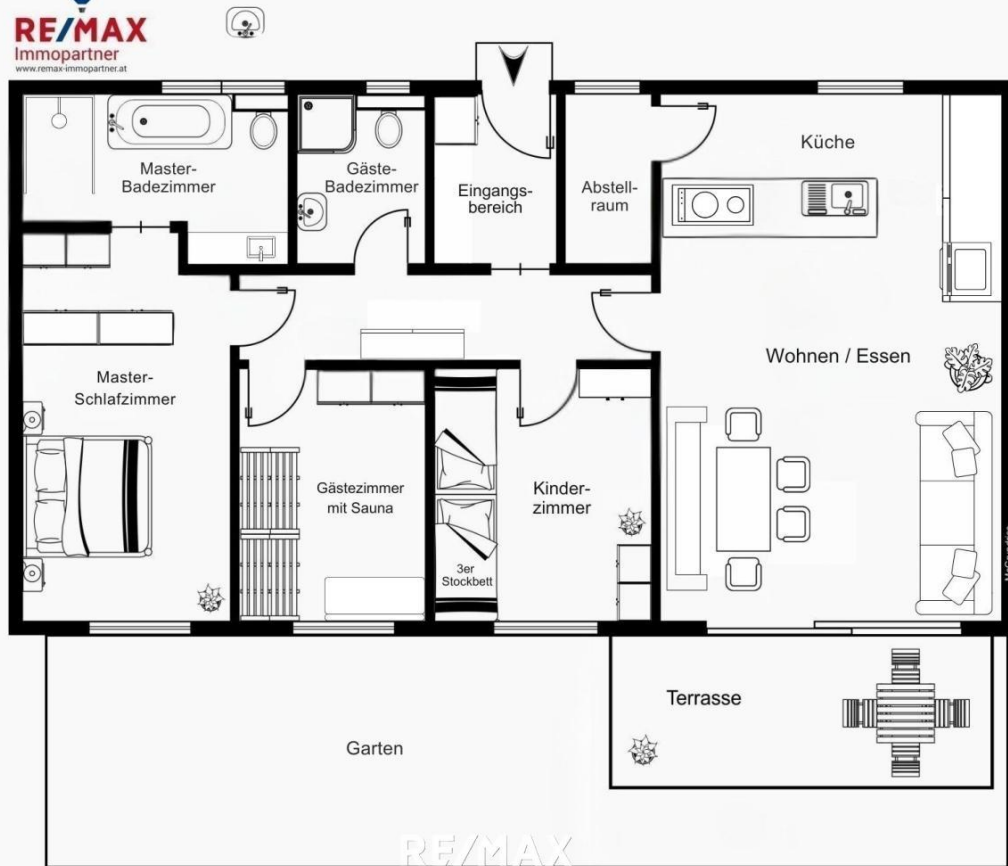 RE/MAX
Immopartner
www.remax-immopartner.at
Master-
Badezimmer
Gäste-
Badezimmer
Eingangs-
bereich
Abstell-
raum
Küche
Master-
Schlafzimmer
Wohnen / Essen
Gästezimmer
mit Sauna
Kinder-
zimmer
3er
Stockbett
Terrasse
Garten
RE/MAX